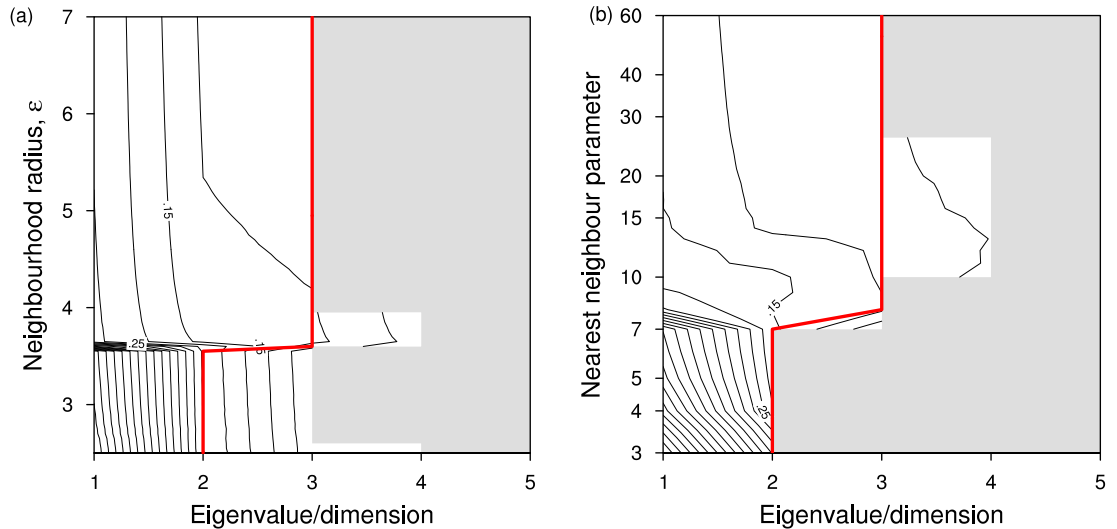 (a)
Neighbourhood radius, ε
7
6
5
4
3
.15
.25
.15
1 2 3 4 5
Eigenvalue/dimension
(b)
Nearest neighbour parameter
60
40
30
20
15
10
7
5
4
3
.15
.25
1 2 3 4 5
Eigenvalue/dimension